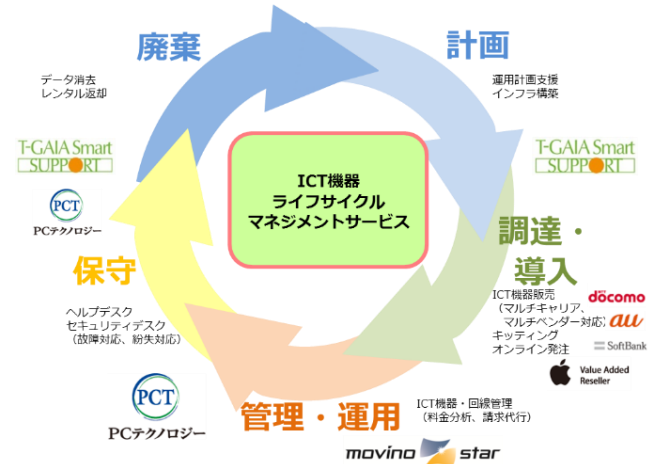 廃棄
データ消去
レンタル返却
計画
運用計画支援
インフラ構築
T-GAIA Smart
SUPPORT
T-GAIA Smart
SUPPORT
ICT機器
ライフサイクル
マネジメントサービス
PCT
PCテクノロジー
調達・
導入
ICT機器販売
（マルチキャリア、
マルチベンダー対応）
キッティング
オンライン発注
döcomo
au
SoftBank
Value Added
Reseller
保守
ヘルプデスク
セキュリティデスク
（故障対応、紛失対応）
PCT
PCテクノロジー
管理・運用
ICT機器・回線管理
（料金分析、請求代行）
movino star